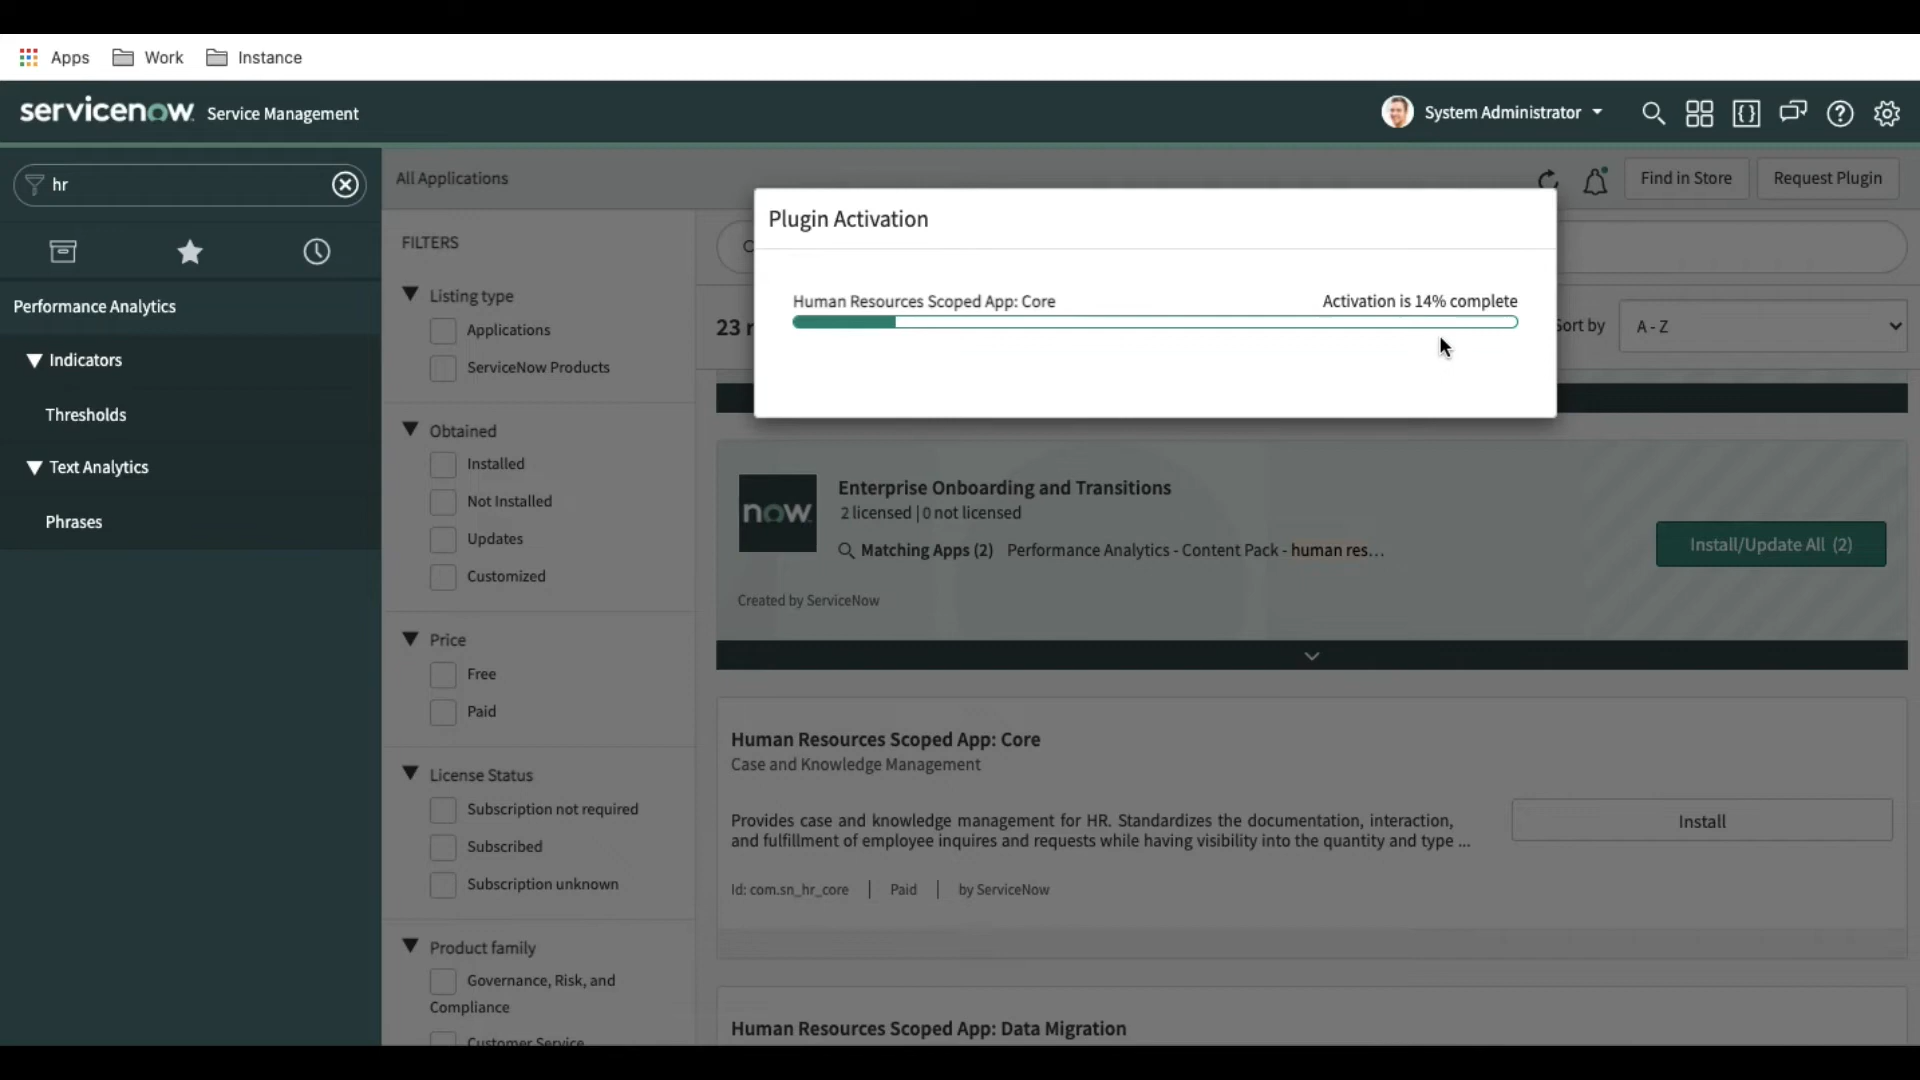 Apps Work Instance
servicenow Service Management System Administrator
hr
All Applications Find in Store Request Plugin
Plugin Activation
FILTERS
Performance Analytics
Listing type
Human Resources Scoped App: Core Activation is 14% complete
Applications
23 Sort by A - Z
Indicators
ServiceNow Products
Thresholds
Obtained
Text Analytics
Installed
Enterprise Onboarding and Transitions
now
Not Installed
2 licensed | 0 not licensed
Phrases
Updates
Matching Apps (2) Performance Analytics - Content Pack - human res...
Install/Update All (2)
Customized
Created by ServiceNow
Price
Free
Paid
Human Resources Scoped App: Core
Case and Knowledge Management
License Status
Subscription not required
Provides case and knowledge management for HR. Standardizes the documentation, interaction,
and fulfillment of employee inquires and requests while having visibility into the quantity and type ...
Install
Subscribed
Subscription unknown
Id: com.sn_hr_core | Paid | by ServiceNow
Product family
Governance, Risk, and
Compliance
Human Resources Scoped App: Data Migration
Customer Service